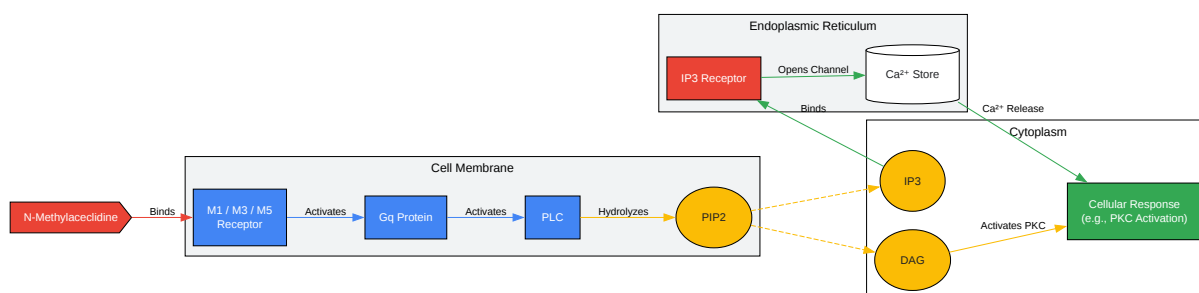 Endoplasmic Reticulum
IP3 Receptor
Opens Channel
Ca²⁺ Store
Binds
Ca²⁺ Release
Cytoplasm
Cell Membrane
N-Methylaceclidine
Binds
M1 / M3 / M5
Receptor
Activates
Gq Protein
Activates
PLC
Hydrolyzes
PIP2
IP3
DAG
Activates PKC
Cellular Response
(e.g., PKC Activation)